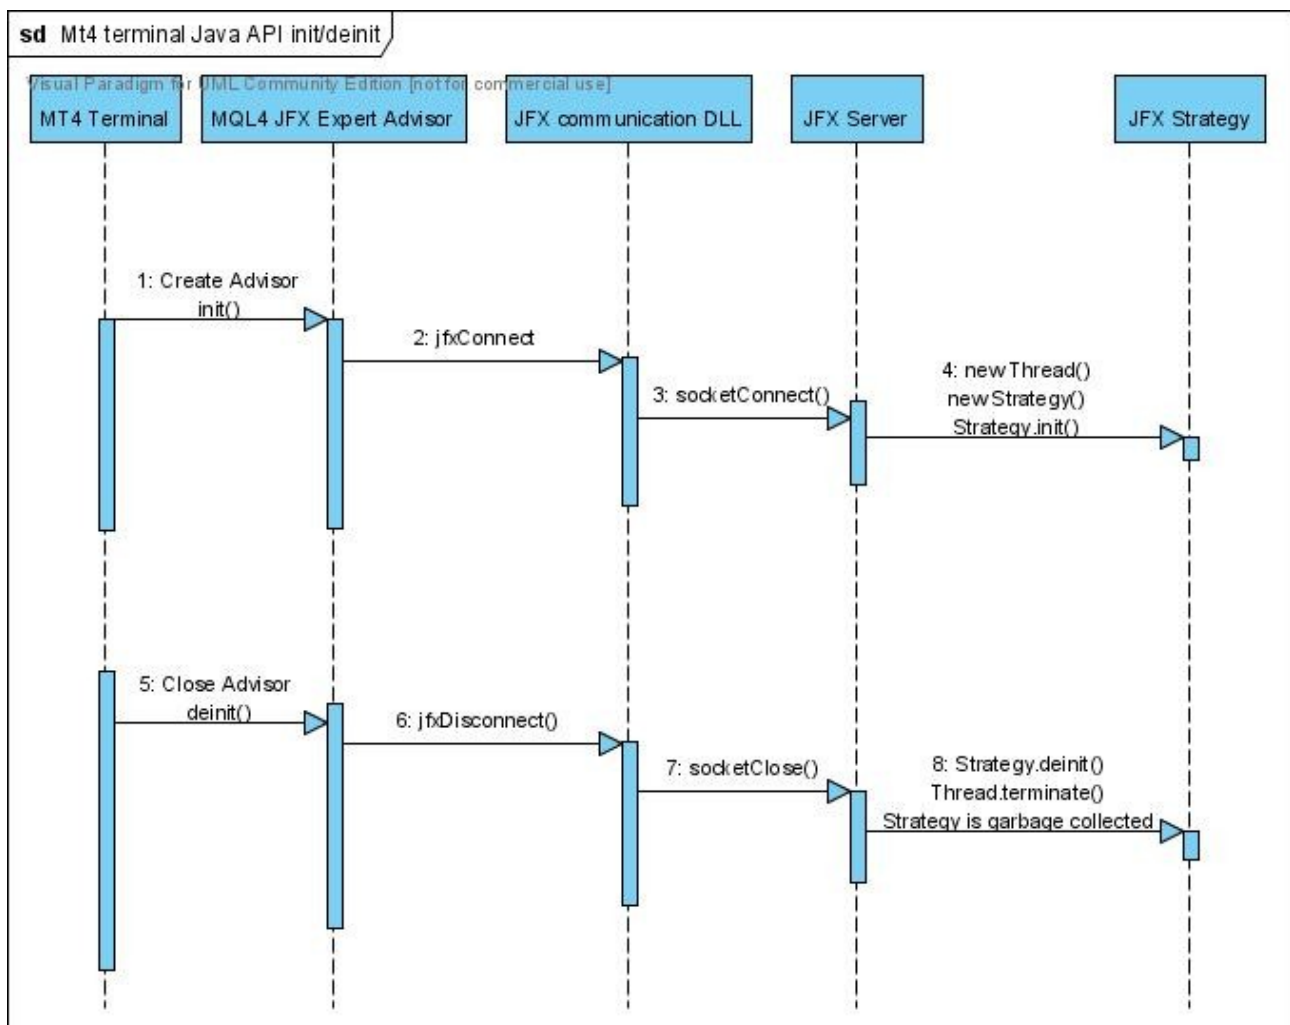 sd Mt4 terminal Java API init/deinit
Visual Paradigm for UML Community Edition [not for commercial use]
MT4 Terminal
MQL4 JFX Expert Advisor
JFX communication DLL
JFX Server
JFX Strategy
1: Create Advisor
init()
2: jfxConnect
3: socketConnect()
4: newThread()
newStrategy()
Strategy.init()
5: Close Advisor
deinit()
6: jfxDisconnect()
7: socketClose()
8: Strategy.deinit()
Thread.terminate()
Strategy is garbage collected